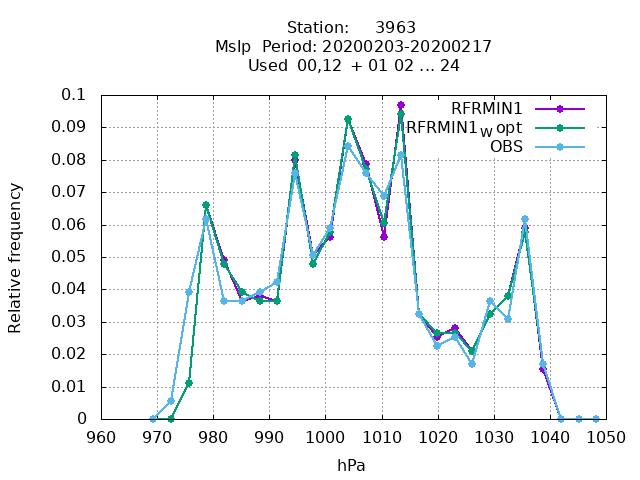 Station: 3963
Mslp Period: 20200203-20200217
Used 00,12 + 01 02 ... 24
0.1
0.09
0.08
0.07
0.06
0.05
0.04
0.03
0.02
0.01
0
Relative frequency
RFRMIN1
RFRMIN1w opt
OBS
960 970 980 990 1000 1010 1020 1030 1040 1050
hPa